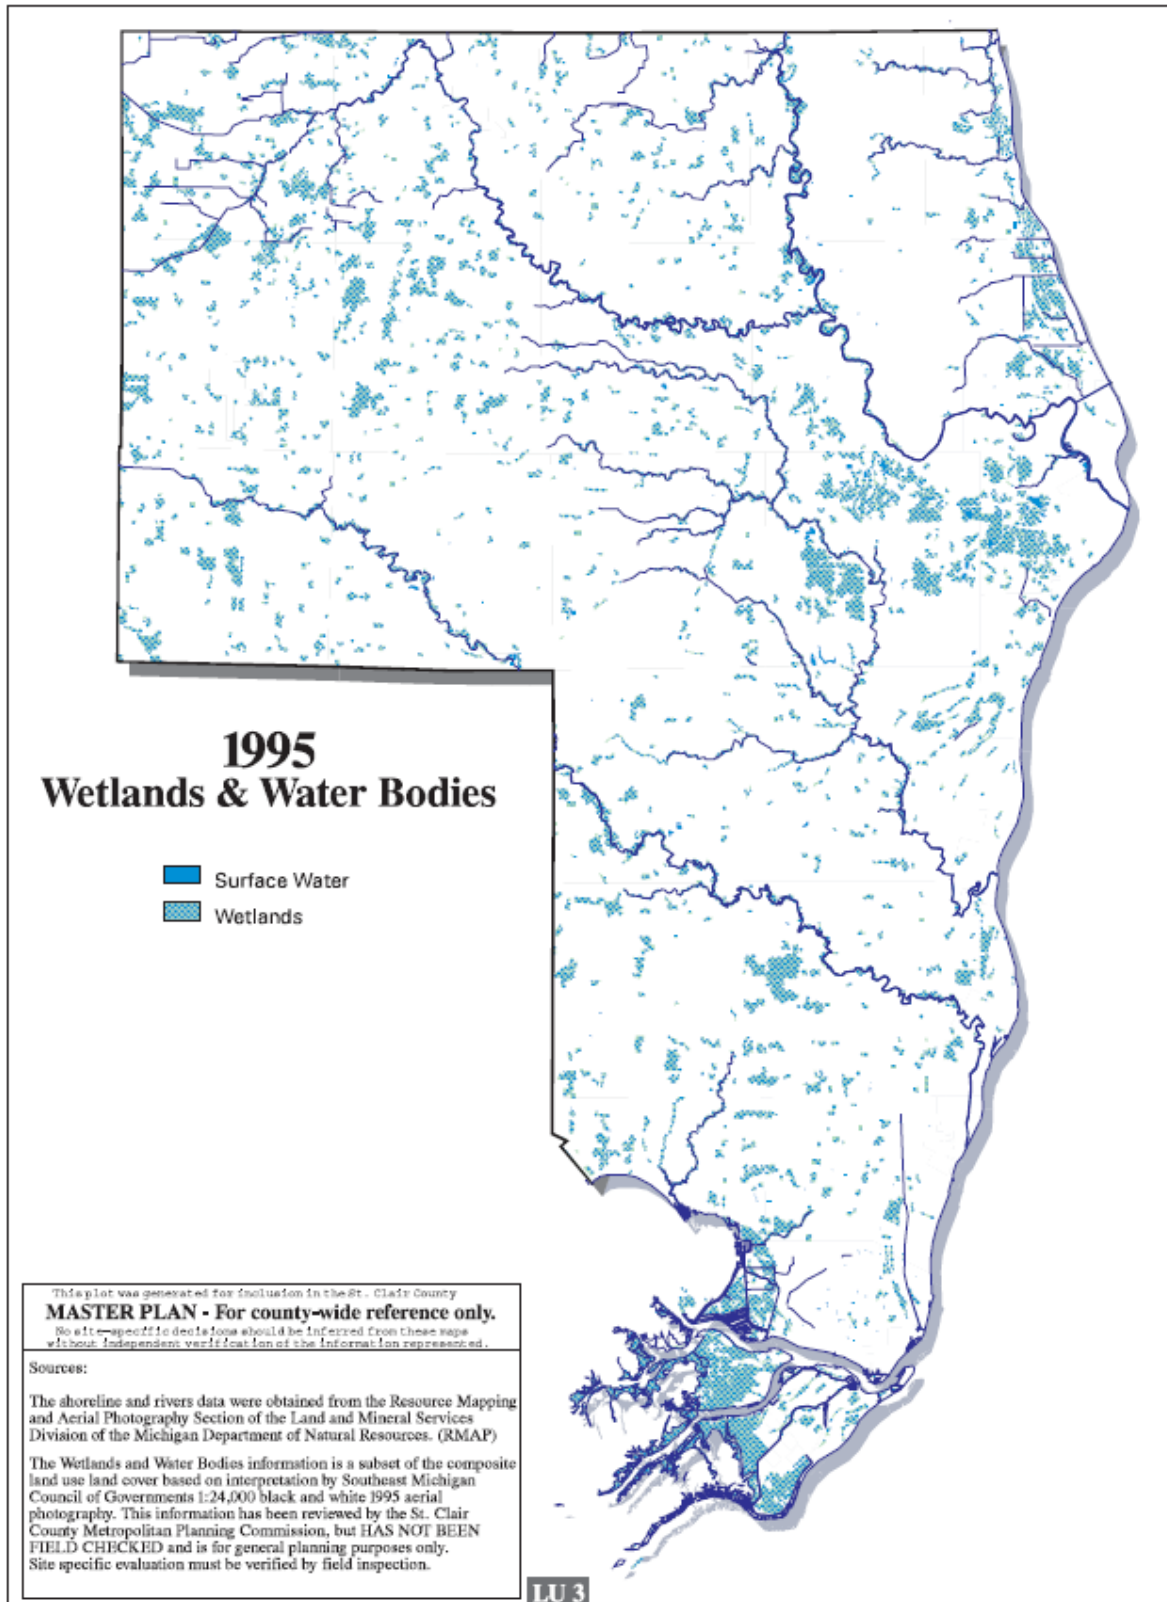 1995
Wetlands & Water Bodies
Surface Water
Wetlands
This plot was generated for inclusion in the St. Clair County
MASTER PLAN - For county-wide reference only.
No site-specific decisions should be inferred from these maps
without independent verification of the information represented.
Sources:
The shoreline and rivers data were obtained from the Resource Mapping
and Aerial Photography Section of the Land and Mineral Services
Division of the Michigan Department of Natural Resources. (RMAP)
The Wetlands and Water Bodies information is a subset of the composite
land use land cover based on interpretation by Southeast Michigan
Council of Governments 1:24,000 black and white 1995 aerial
photography. This information has been reviewed by the St. Clair
County Metropolitan Planning Commission, but HAS NOT BEEN
FIELD CHECKED and is for general planning purposes only.
Site specific evaluation must be verified by field inspection.
LU 3